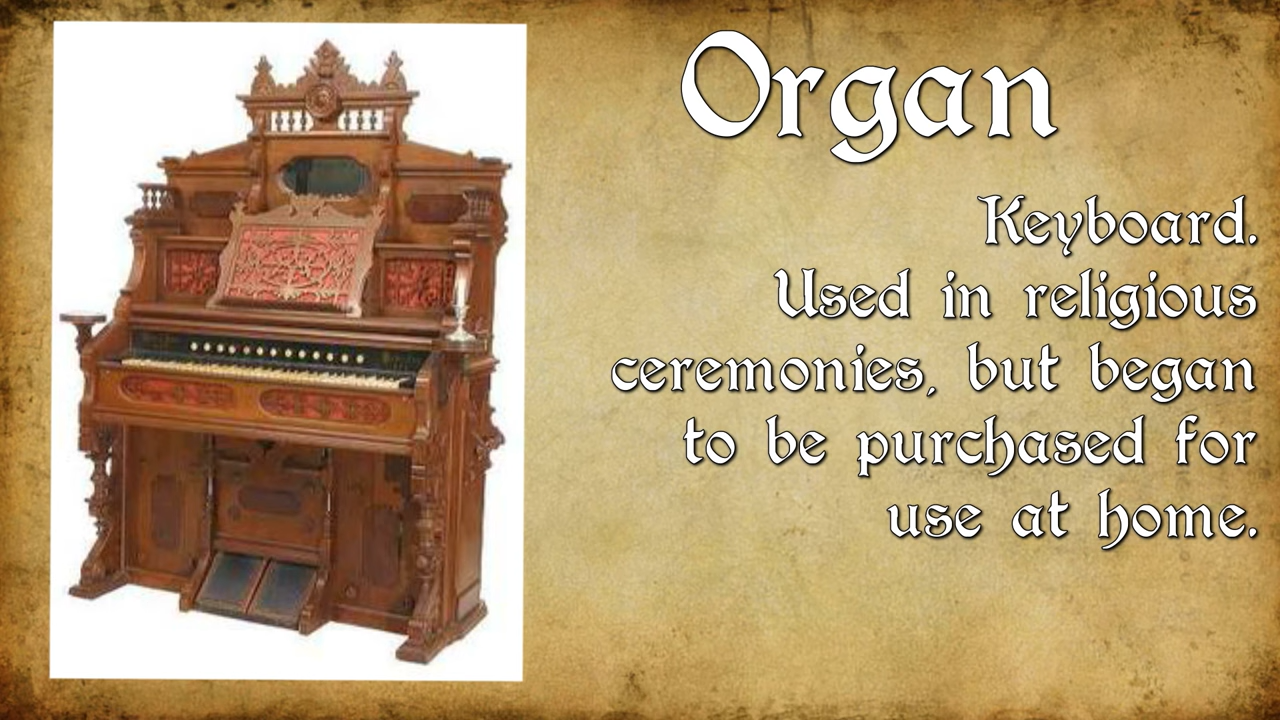 Organ
Keyboard.
Used in religious
ceremonies, but began
to be purchased for
use at home.